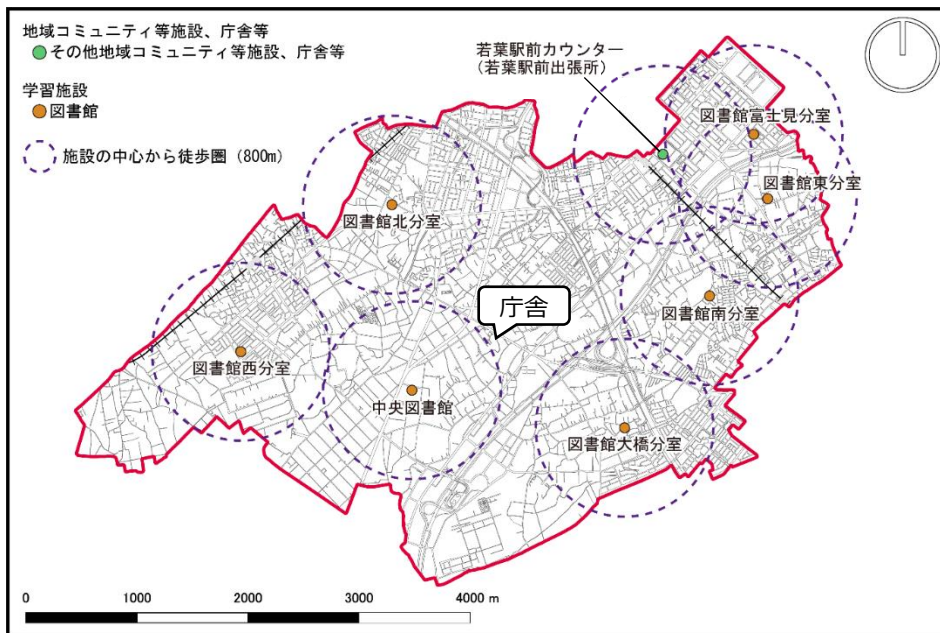 地域コミュニティ等施設、庁舎等
その他地域コミュニティ等施設、庁舎等
学習施設
図書館
施設の中心から徒歩圏（800m）
若葉駅前カウンター
（若葉駅前出張所）
図書館富士見分室
図書館東分室
図書館北分室
図書館南分室
庁舎
図書館西分室
中央図書館
図書館大橋分室
0 1000 2000 3000 4000 m